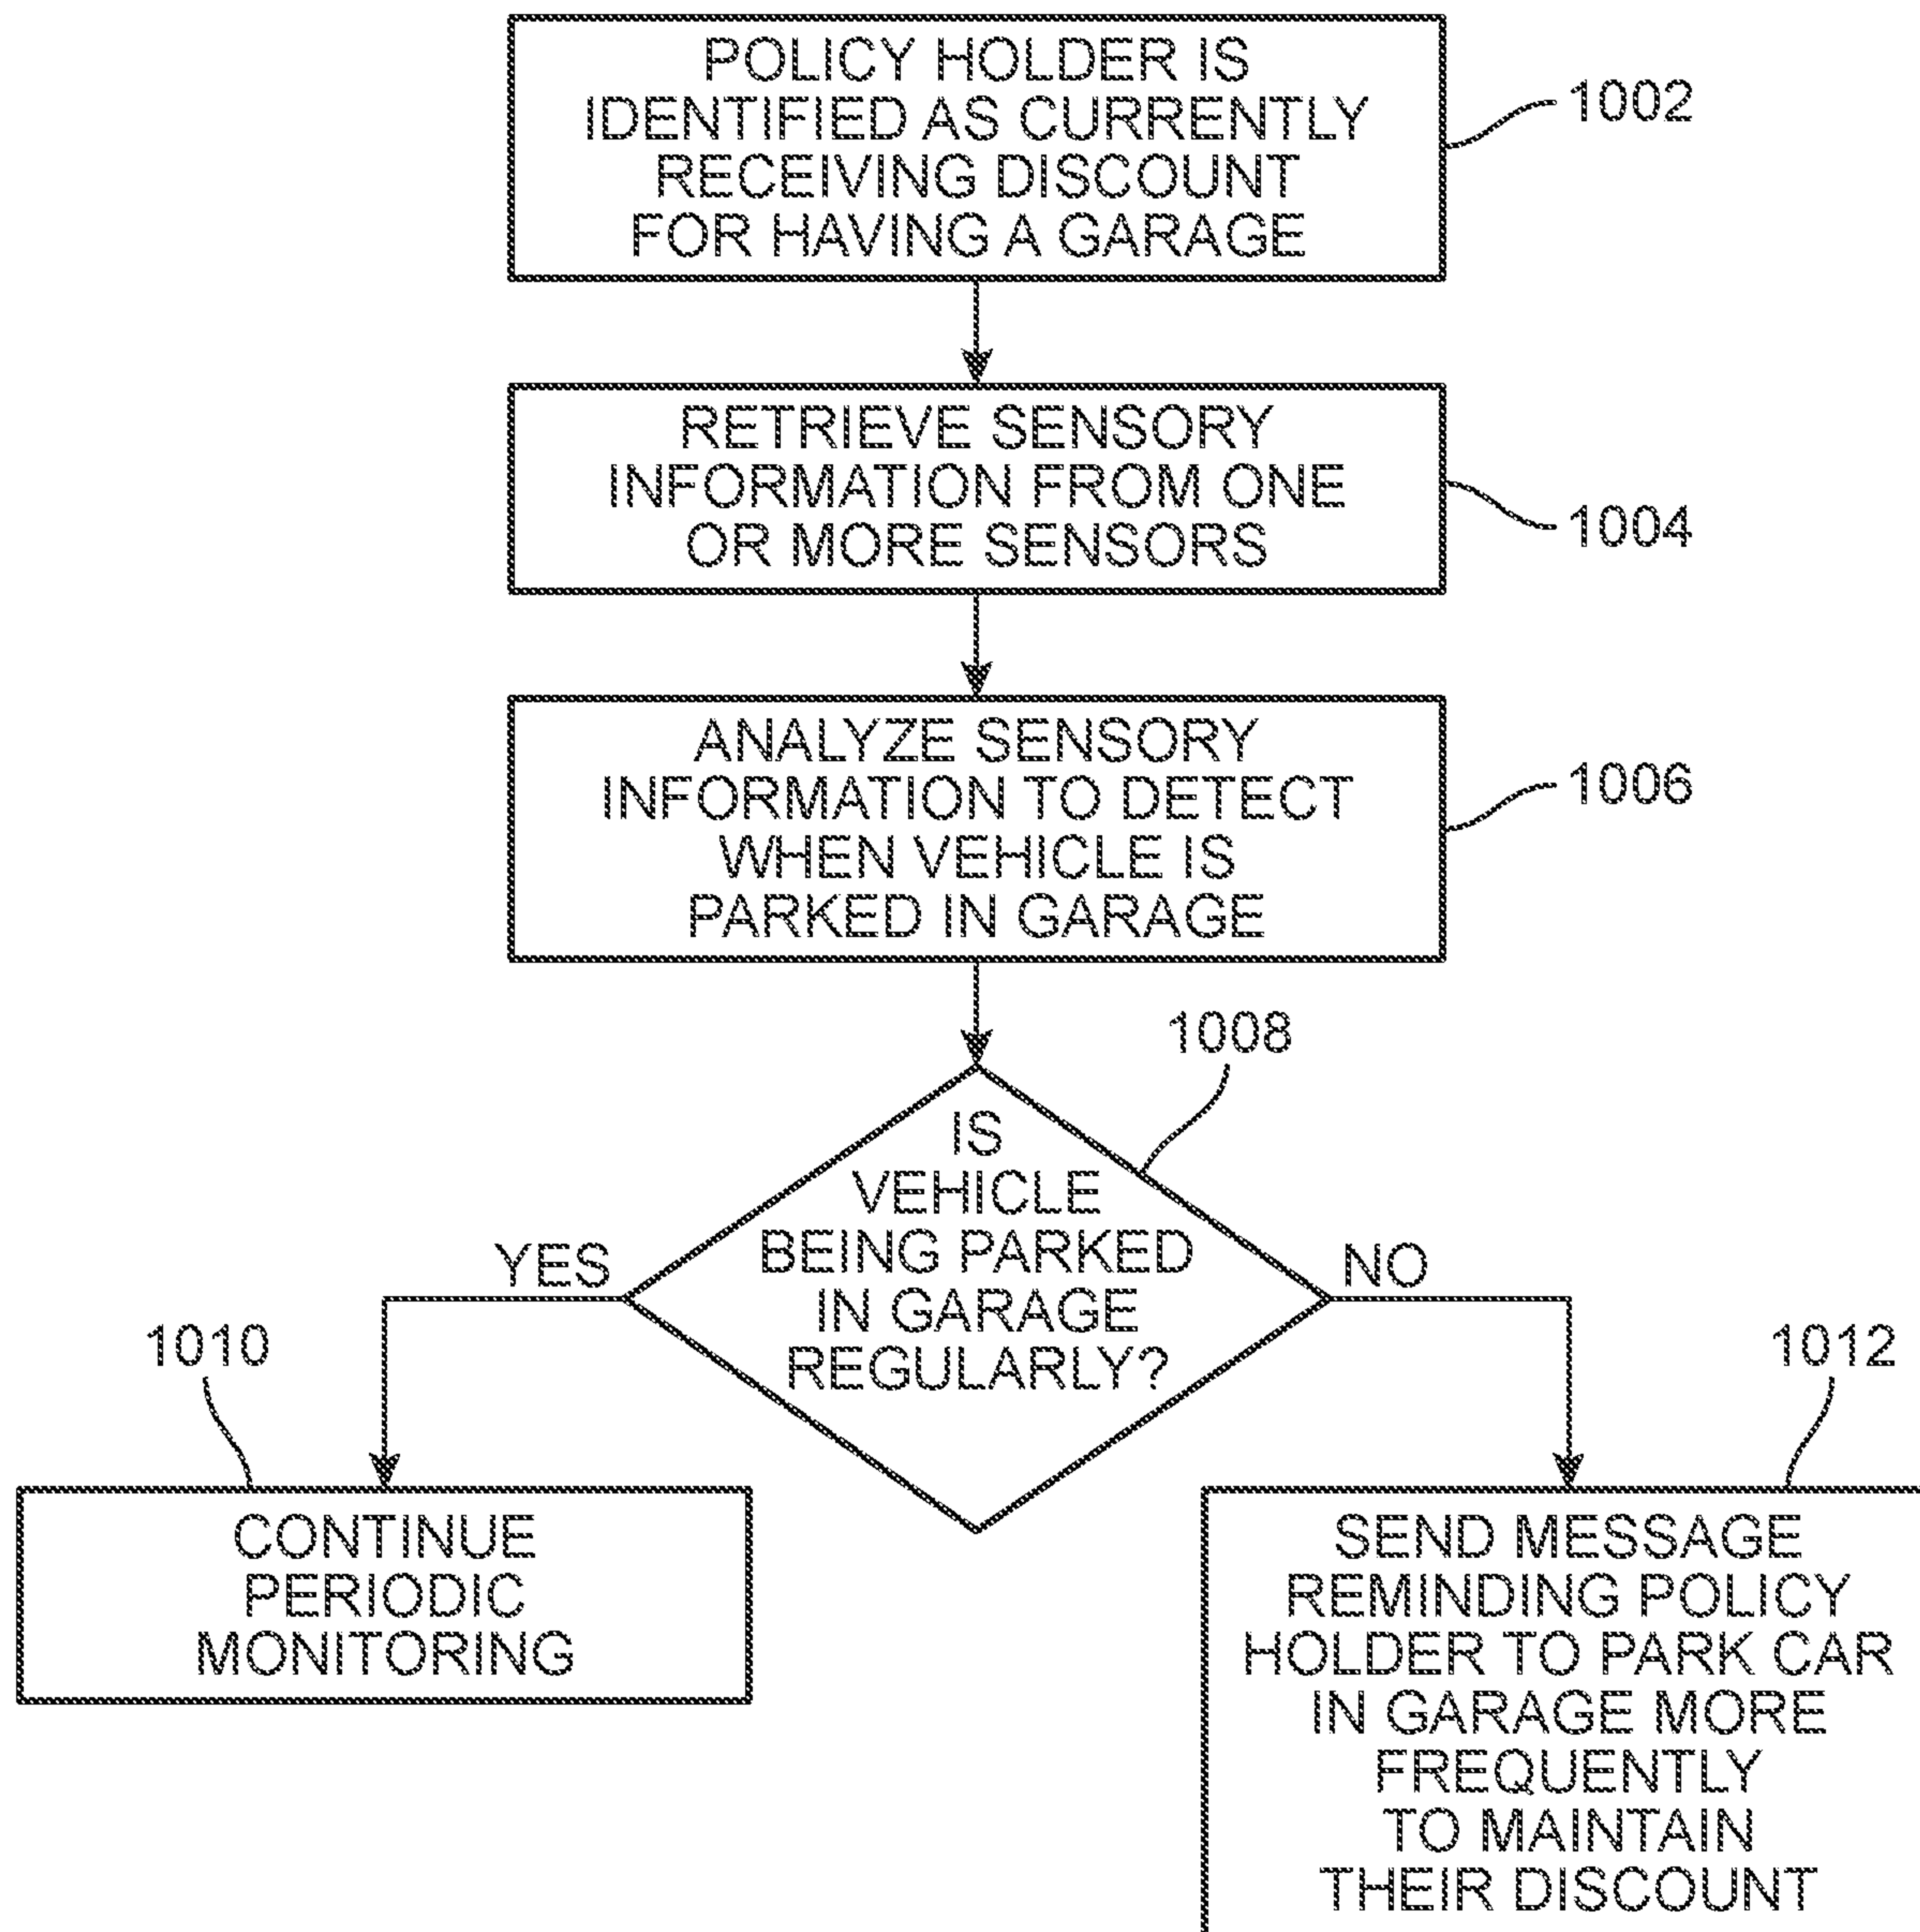 POLICY HOLDER IS
IDENTIFIED AS CURRENTLY
RECEIVING DISCOUNT
FOR HAVING A GARAGE
1002
RETRIEVE SENSORY
INFORMATION FROM ONE
OR MORE SENSORS
1004
ANALYZE SENSORY
INFORMATION TO DETECT
WHEN VEHICLE IS
PARKED IN GARAGE
1006
1008
IS
VEHICLE
BEING PARKED
IN GARAGE
REGULARLY?
YES
NO
1010
CONTINUE
PERIODIC
MONITORING
1012
SEND MESSAGE
REMINDING POLICY
HOLDER TO PARK CAR
IN GARAGE MORE
FREQUENTLY
TO MAINTAIN
THEIR DISCOUNT